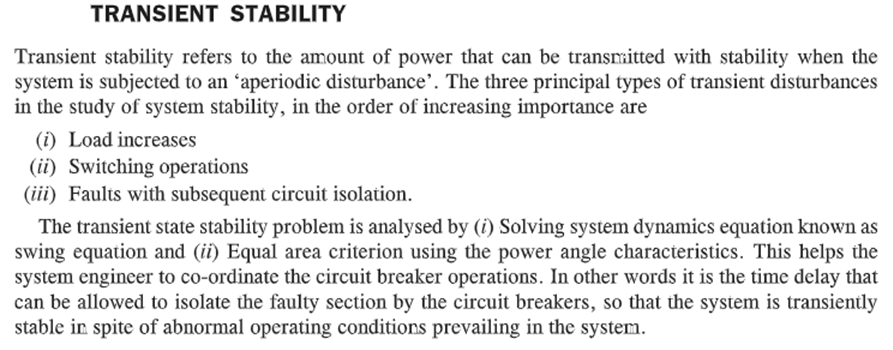 TRANSIENT STABILITY
Transient stability refers to the amount of power that can be transmitted with stability when the
system is subjected to an ‘aperiodic disturbance’. The three principal types of transient disturbances
in the study of system stability, in the order of increasing importance are
(i) Load increases
(ii) Switching operations
(iii) Faults with subsequent circuit isolation.
The transient state stability problem is analysed by (i) Solving system dynamics equation known as
swing equation and (ii) Equal area criterion using the power angle characteristics. This helps the
system engineer to co-ordinate the circuit breaker operations. In other words it is the time delay that
can be allowed to isolate the faulty section by the circuit breakers, so that the system is transiently
stable in spite of abnormal operating conditions prevailing in the system.